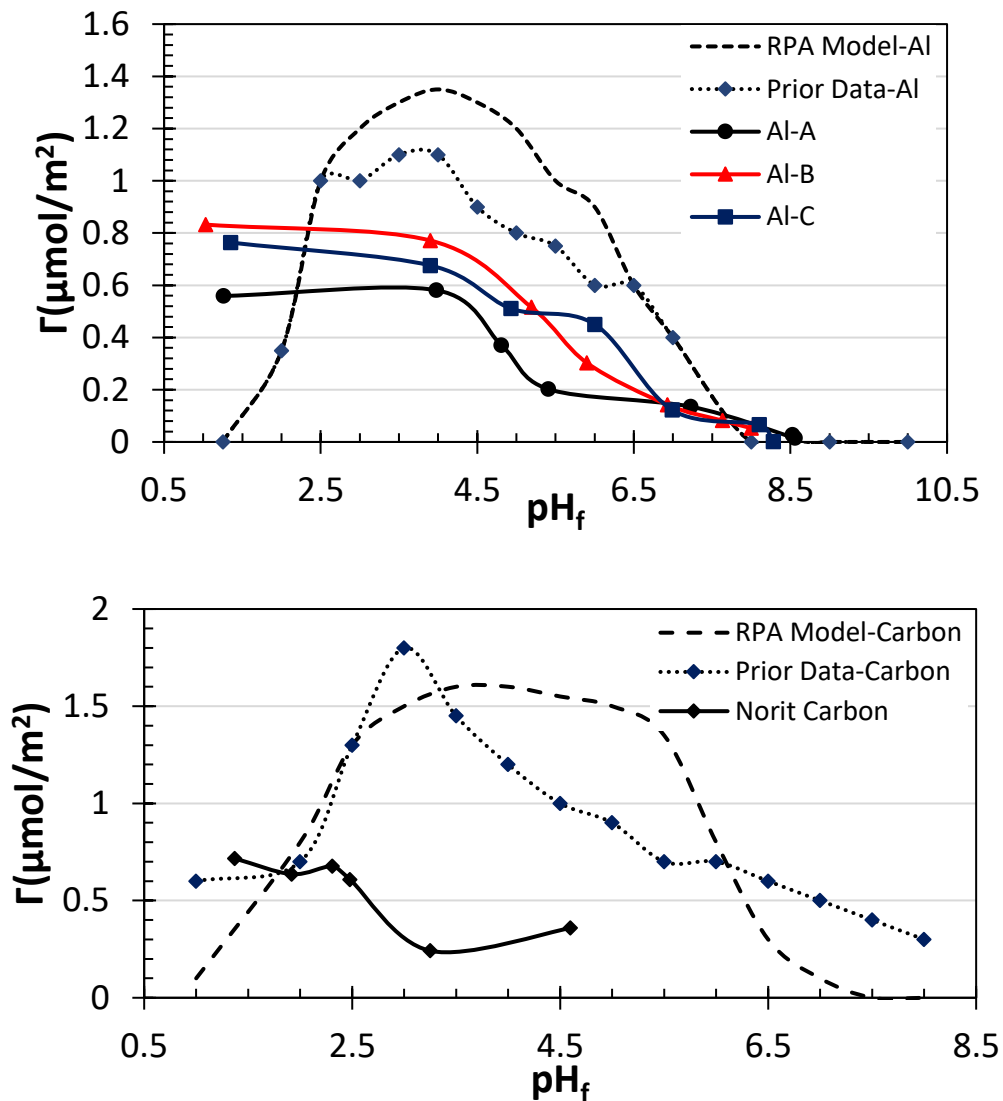 1.6
1.4
1.2
1
0.8
0.6
0.4
0.2
0
Γ(μmol/m²)
RPA Model-Al
Prior Data-Al
Al-A
Al-B
Al-C
0.5 2.5 4.5 6.5 8.5 10.5
pHf
2
1.5
1
0.5
0
Γ(μmol/m²)
RPA Model-Carbon
Prior Data-Carbon
Norit Carbon
0.5 2.5 4.5 6.5 8.5
pHf